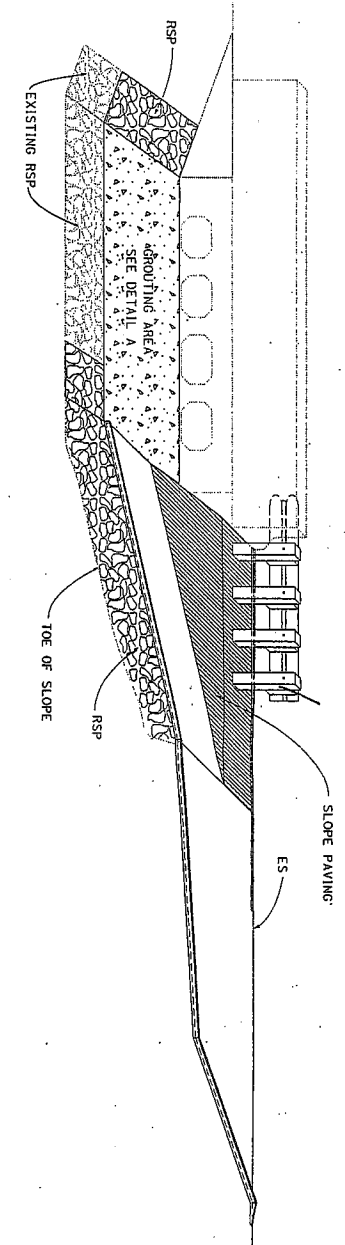 RSP
EXISTING RSP
GROUTING AREA
SEE DETAIL A
TOE OF SLOPE
RSP
SLOPE PAVING
ES